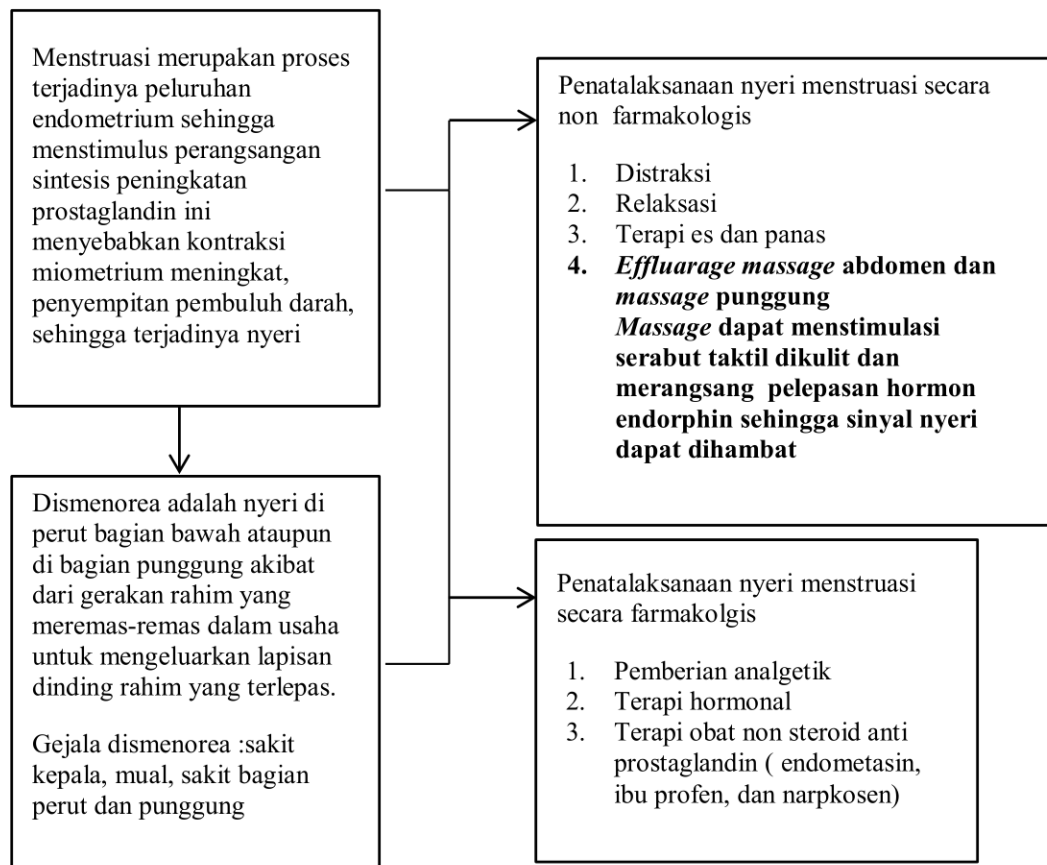 Menstruasi merupakan proses
terjadinya peluruhan
endometrium sehingga
menstimulus perangsangan
sintesis peningkatan
prostaglandin ini
menyebabkan kontraksi
miometrium meningkat,
penyempitan pembuluh darah,
sehingga terjadinya nyeri
Dismenorea adalah nyeri di
perut bagian bawah ataupun
di bagian punggung akibat
dari gerakan rahim yang
meremas-remas dalam usaha
untuk mengeluarkan lapisan
dinding rahim yang terlepas.
Gejala dismenorea :sakit
kepala, mual, sakit bagian
perut dan punggung
Penatalaksanaan nyeri menstruasi secara
non farmakologis
1. Distraksi
2. Relaksasi
3. Terapi es dan panas
4. Effluarage massage abdomen dan
massage punggung
Massage dapat menstimulasi
serabut taktil dikulit dan
merangsang pelepasan hormon
endorphin sehingga sinyal nyeri
dapat dihambat
Penatalaksanaan nyeri menstruasi
secara farmakolgis
1. Pemberian analgetik
2. Terapi hormonal
3. Terapi obat non steroid anti
prostaglandin ( endometasin,
ibu profen, dan narpkosen)